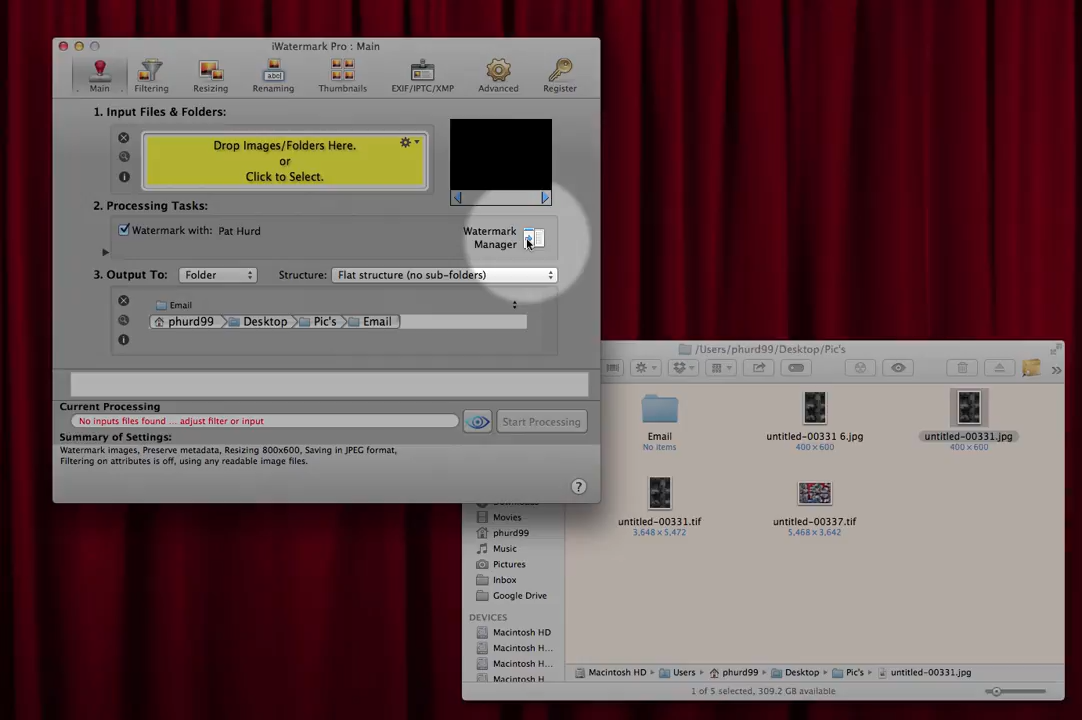 iWatermark Pro : Main
Main
Filtering
Resizing
Renaming
Thumbnails
EXIF/IPTC/XMP
Advanced
Register
1. Input Files & Folders:
Drop Images/Folders Here.
or
Click to Select.
2. Processing Tasks:
Watermark with: Pat Hurd
Watermark
Manager
3. Output To: Folder Structure: Flat structure (no sub-folders)
Email
phurd99 Desktop Pic's Email
Current Processing
No inputs files found ... adjust filter or input
Start Processing
Summary of Settings:
Watermark images, Preserve metadata, Resizing 800x600, Saving in JPEG format,
Filtering on attributes is off, using any readable image files.
?
/Users/phurd99/Desktop/Pic's
Email
No items
untitled-00331 6.jpg
400 × 600
untitled-00331.jpg
400 × 600
untitled-00331.tif
3,648 × 5,472
untitled-00337.tif
5,468 × 3,642
Movies
phurd99
Music
Pictures
Inbox
Google Drive
DEVICES
Macintosh HD
Macintosh H...
Macintosh H...
Macintosh H...
Macintosh HD Users phurd99 Desktop Pic's untitled-00331.jpg
1 of 5 selected, 309.2 GB available